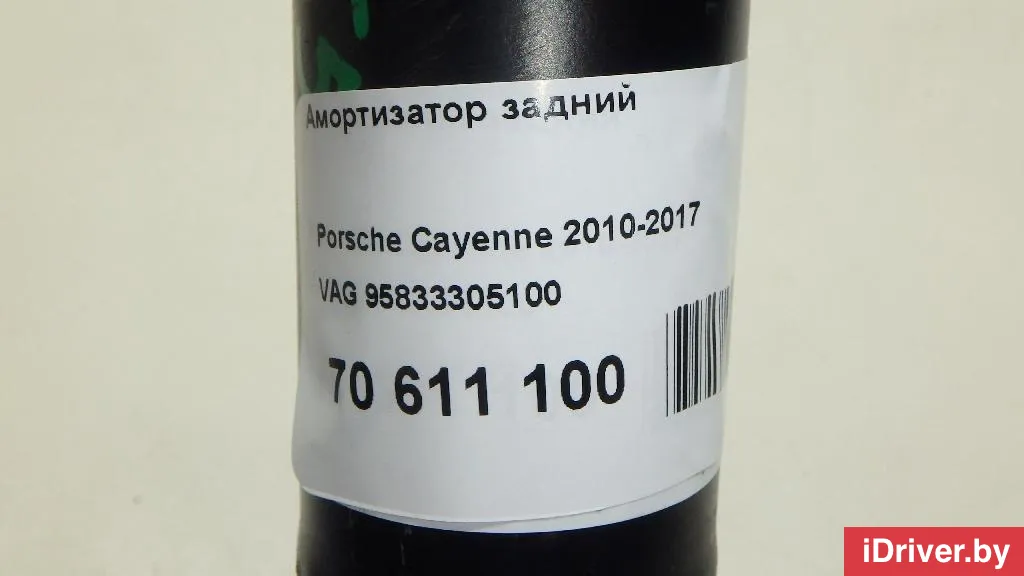 Амортизатор задний
Porsche Cayenne 2010-2017
VAG 95833305100
70 611 100
iDriver.by